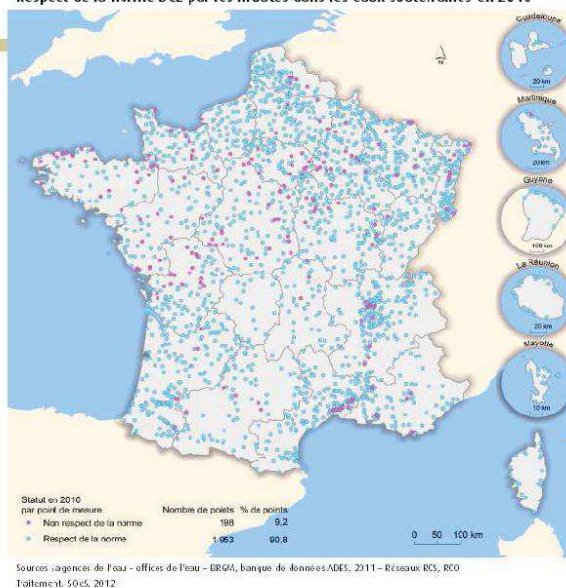 Respect de la norme DCE par les nitrates dans les eaux souterraines en 2010
N
Guadeloupe
20 km
Martinique
20 km
Guyane
100 km
La Réunion
20 km
Mayotte
10 km
Statut en 2010
par point de mesure Nombre de points % de points
Non respect de la norme 198 9,2
Respect de la norme 1 953 90,8
0 50 100 km
Sources : agences de l'eau - offices de l'eau – BRGM, banque de données ADES, 2011 – Réseaux RCS, RCO
Traitement. SOeS, 2012